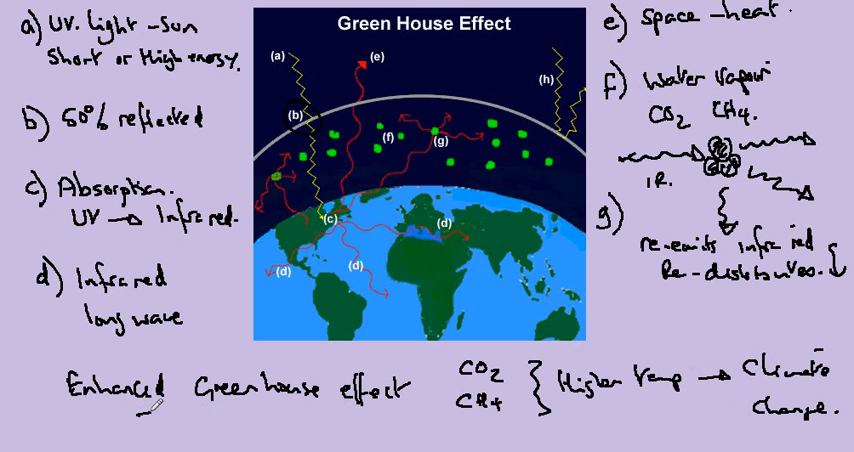 a) UV. light - Sun
Short or High energy.
b) 50% reflected
c) Absorption.
UV → Infrared.
d) Infrared
long wave
Green House Effect
(a)
(e)
(h)
(b)
(f)
(g)
(c)
(d)
(d)
(d)
e) Space - heat.
f) Water Vapour
CO2 CH4.
I.R.
g)
re-emits infrared
Re-distributes.
Enhanced Greenhouse effect
CO2
CH4
} Higher Temp → Climate
Change.